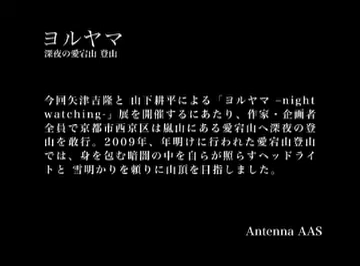 ヨルヤマ
深夜の愛宕山 登山
今回矢津吉隆と 山下耕平による「ヨルヤマ –night
watching-」展を開催するにあたり、作家・企画者
全員で京都市西京区は嵐山にある愛宕山へ深夜の登
山を敢行。2009年、年明けに行われた愛宕山登山
では、身を包む暗闇の中を自らが照らすヘッドライ
トと 雪明かりを頼りに山頂を目指しました。
Antenna AAS